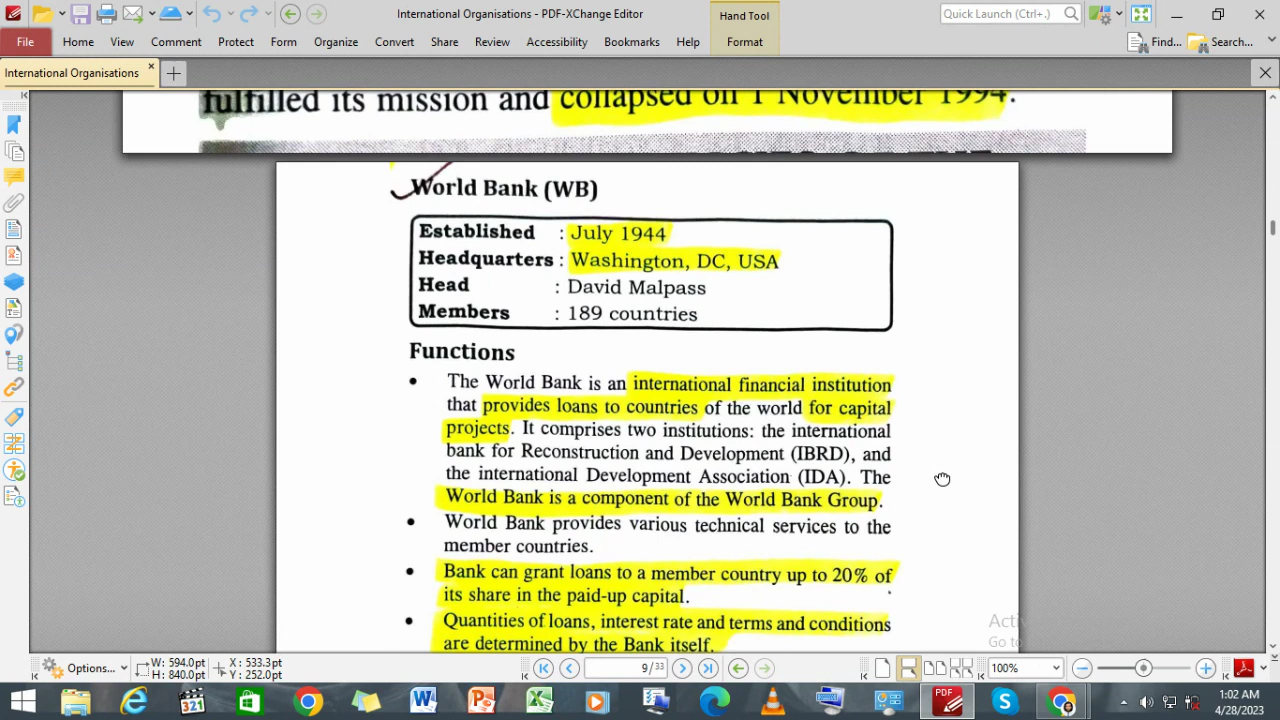 International Organisations - PDF-XChange Editor
Hand Tool
Quick Launch (Ctrl+.)
File Home View Comment Protect Form Organize Convert Share Review Accessibility Bookmarks Help Format
Find...
Search...
International Organisations
fulfilled its mission and collapsed on 1 November 1994.
World Bank (WB)
Established : July 1944
Headquarters : Washington, DC, USA
Head : David Malpass
Members : 189 countries
Functions
• The World Bank is an international financial institution
that provides loans to countries of the world for capital
projects. It comprises two institutions: the international
bank for Reconstruction and Development (IBRD), and
the international Development Association (IDA). The
World Bank is a component of the World Bank Group.
• World Bank provides various technical services to the
member countries.
• Bank can grant loans to a member country up to 20% of
its share in the paid-up capital.
• Quantities of loans, interest rate and terms and conditions
are determined by the Bank itself.
Acti
Go to
Options...
W: 594.0pt
H: 840.0pt
X: 533.3pt
Y: 252.0pt
9 / 33
100%
321
PDF
1:02 AM
4/28/2023